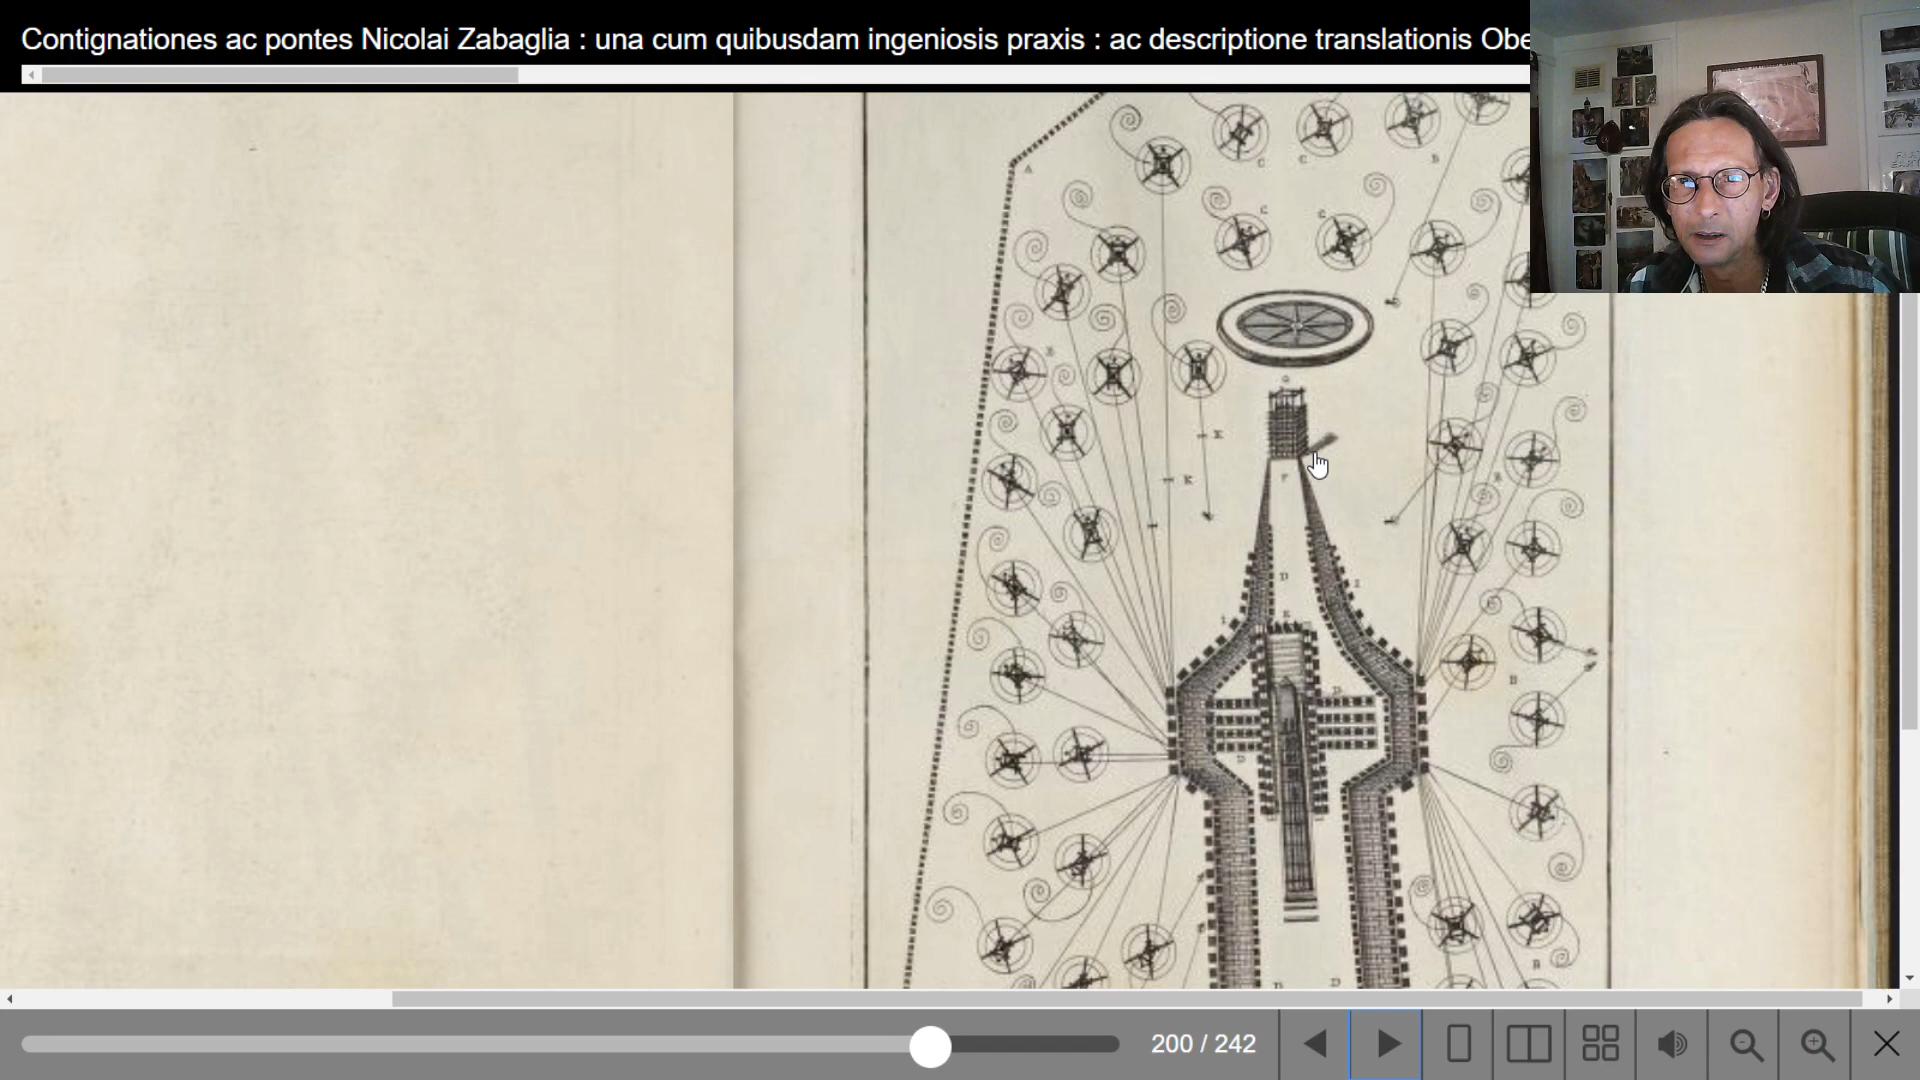 Contignationes ac pontes Nicolai Zabaglia : una cum quibusdam ingeniosis praxis : ac descriptione translationis Obe
A
C
C
B
C
G
K
K
F
D
I
I
D
D
B
B
D
D
200 / 242